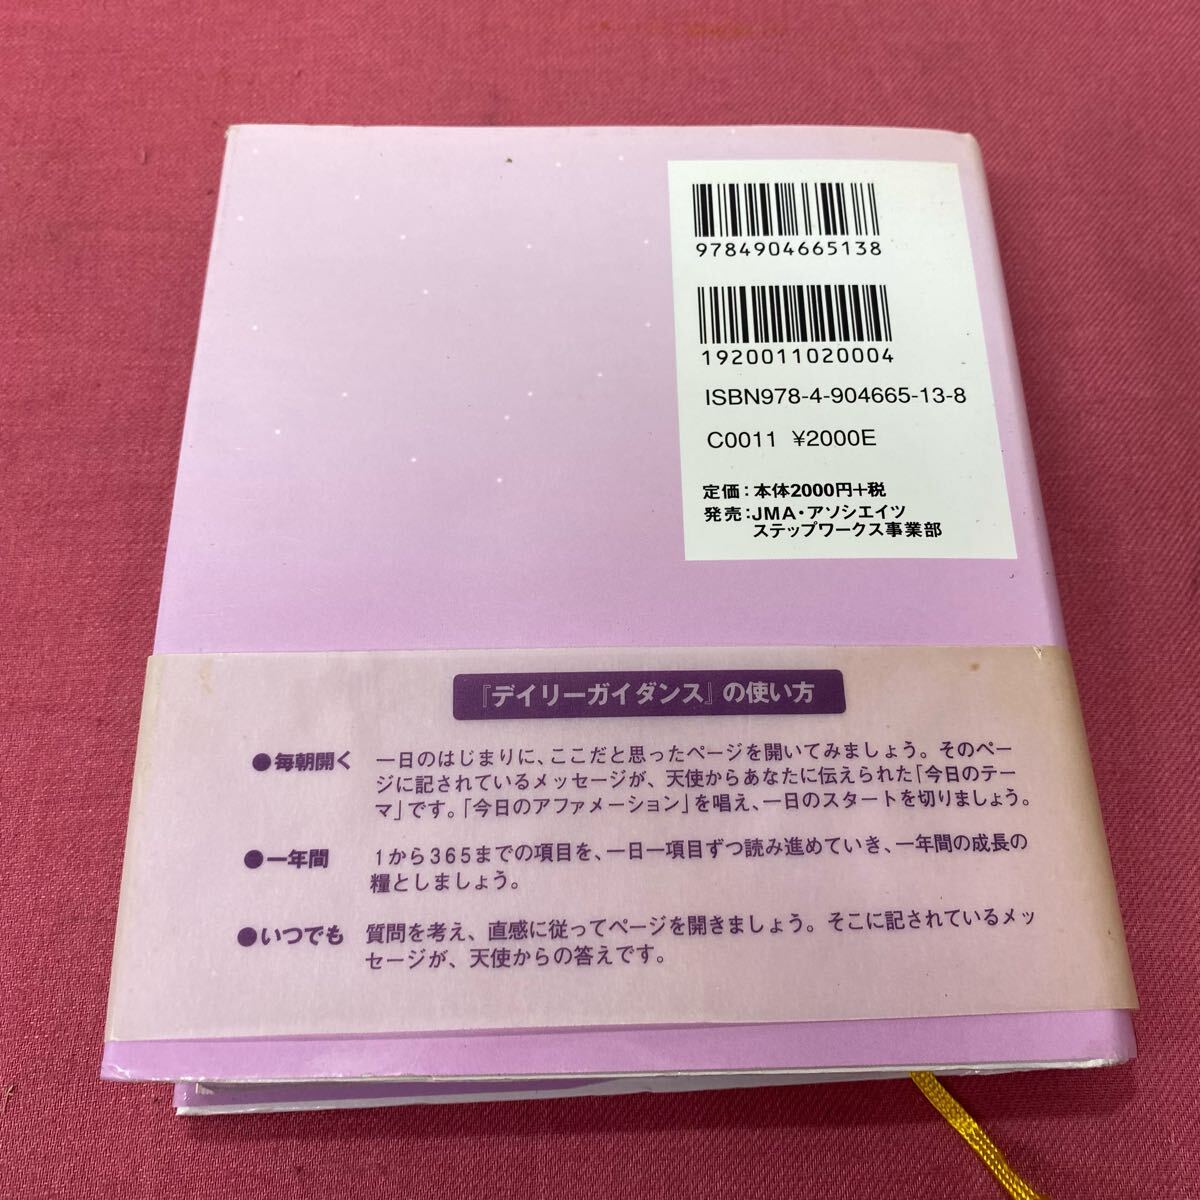 9784904665138
1920011020004
ISBN978-4-904665-13-8
C0011 ¥2000E
定価：本体2000円+税
発売：JMA・アソシエイツ
ステップワークス事業部
『デイリーガイダンス』の使い方
●毎朝開く 一日のはじまりに、ここだと思ったページを開いてみましょう。そのペー
ジに記されているメッセージが、天使からあなたに伝えられた「今日のテー
マ」です。「今日のアファメーション」を唱え、一日のスタートを切りましょう。
●一年間 1から365までの項目を、一日一項目ずつ読み進めていき、一年間の成長の
糧としましょう。
●いつでも 質問を考え、直感に従ってページを開きましょう。そこに記されているメッ
セージが、天使からの答えです。